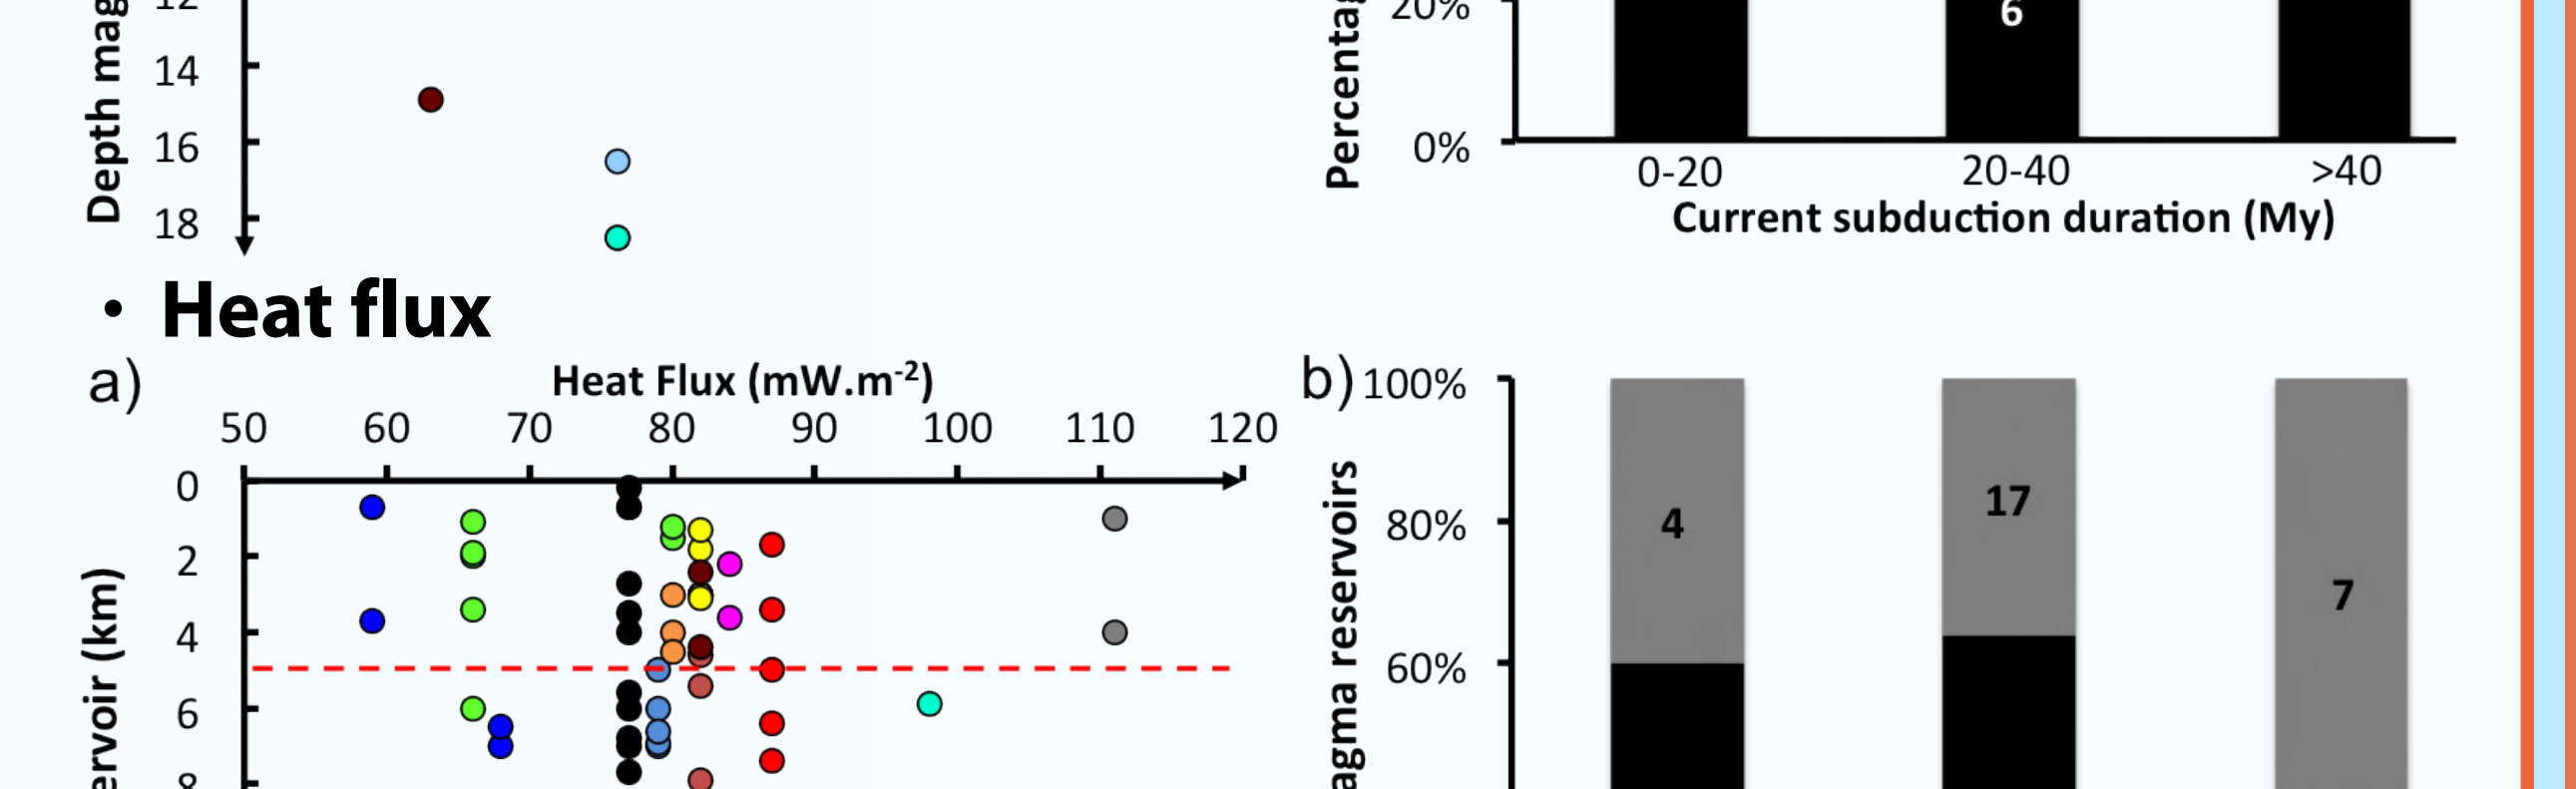 12
14
16
18
Depth mag
20%
6
0%
Percentag
0-20 20-40 >40
Current subduction duration (My)
• Heat flux
a)
Heat Flux (mW.m-2)
50 60 70 80 90 100 110 120
0
2
4
6
8
ervoir (km)
b)
100%
80%
60%
agma reservoirs
4
17
7